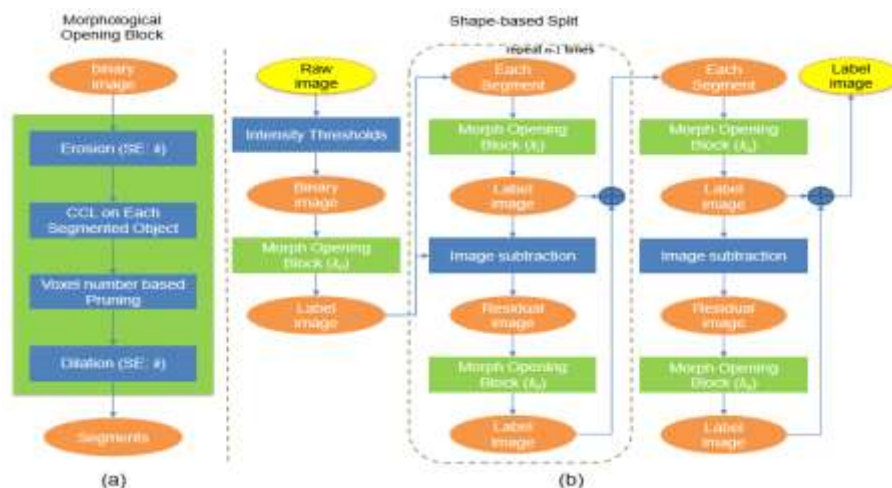 Morphological
Opening Block
Binary
image
Erosion (SE: k)
CCL on Each
Segmented Object
Voxel number based
Pruning
Dilation (SE: k)
Segments
(a)
Shape-based Split
Raw
image
Intensity Thresholds
Binary
image
Morph Opening
Block
Label
image
repeat n-1 times
Each
Segment
Morph Opening
Block
Label
image
Image subtraction
Residual
image
Morph Opening
Block
Label
image
Each
Segment
Morph Opening
Block
Label
image
Image subtraction
Residual
image
Morph Opening
Block
Label
image
Label
image
(b)